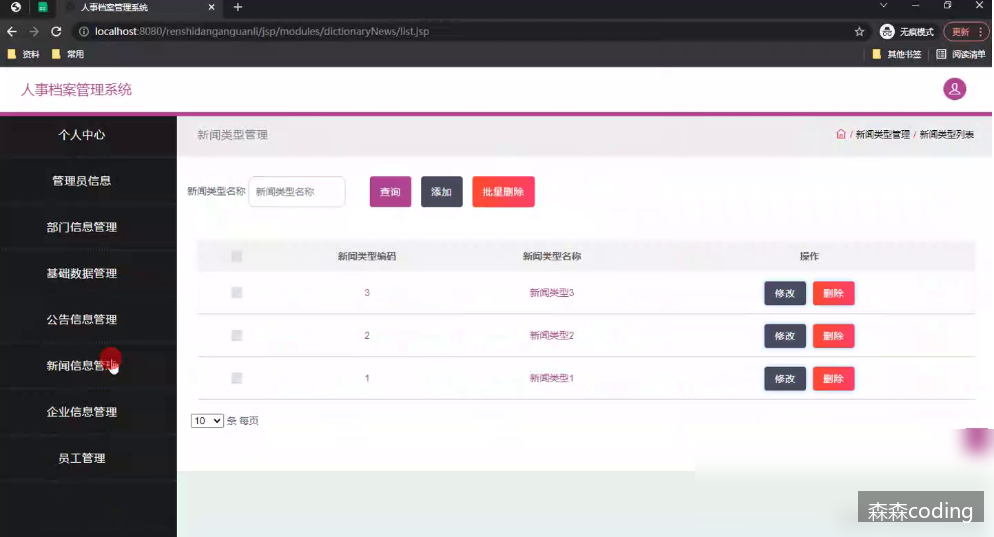 人事档案管理系统
localhost:8080/renshidanganguanli/jsp/modules/dictionaryNews/list.jsp
无痕模式
更新
资料
常用
其他书签
阅读清单
人事档案管理系统
个人中心
管理员信息
部门信息管理
基础数据管理
公告信息管理
新闻信息管理
企业信息管理
员工管理
新闻类型管理
/ 新闻类型管理 / 新闻类型列表
新闻类型名称 新闻类型名称 查询 添加 批量删除
新闻类型编码 新闻类型名称 操作
3 新闻类型3 修改 删除
2 新闻类型2 修改 删除
1 新闻类型1 修改 删除
10 条 每页
森森coding